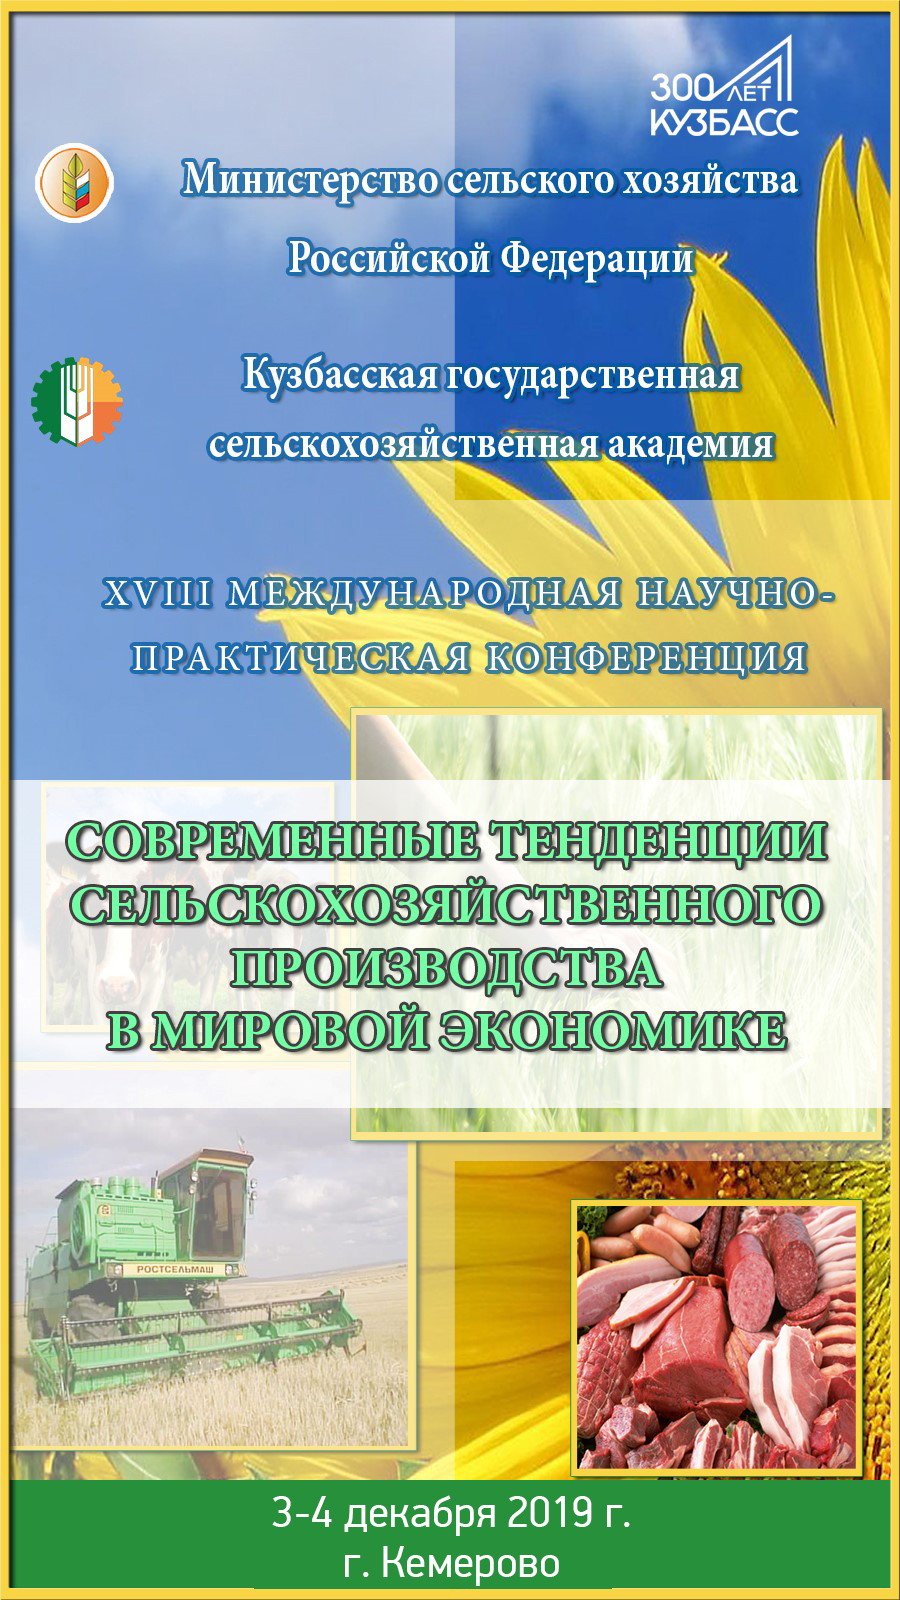 300 ЛЕТ
КУЗБАСС
Министерство сельского хозяйства
Российской Федерации
Кузбасская государственная
сельскохозяйственная академия
XVIII МЕЖДУНАРОДНАЯ НАУЧНО-
ПРАКТИЧЕСКАЯ КОНФЕРЕНЦИЯ
СОВРЕМЕННЫЕ ТЕНДЕНЦИИ
СЕЛЬСКОХОЗЯЙСТВЕННОГО
ПРОИЗВОДСТВА
В МИРОВОЙ ЭКОНОМИКЕ
РОСТСЕЛЬМАШ
3-4 декабря 2019 г.
г. Кемерово